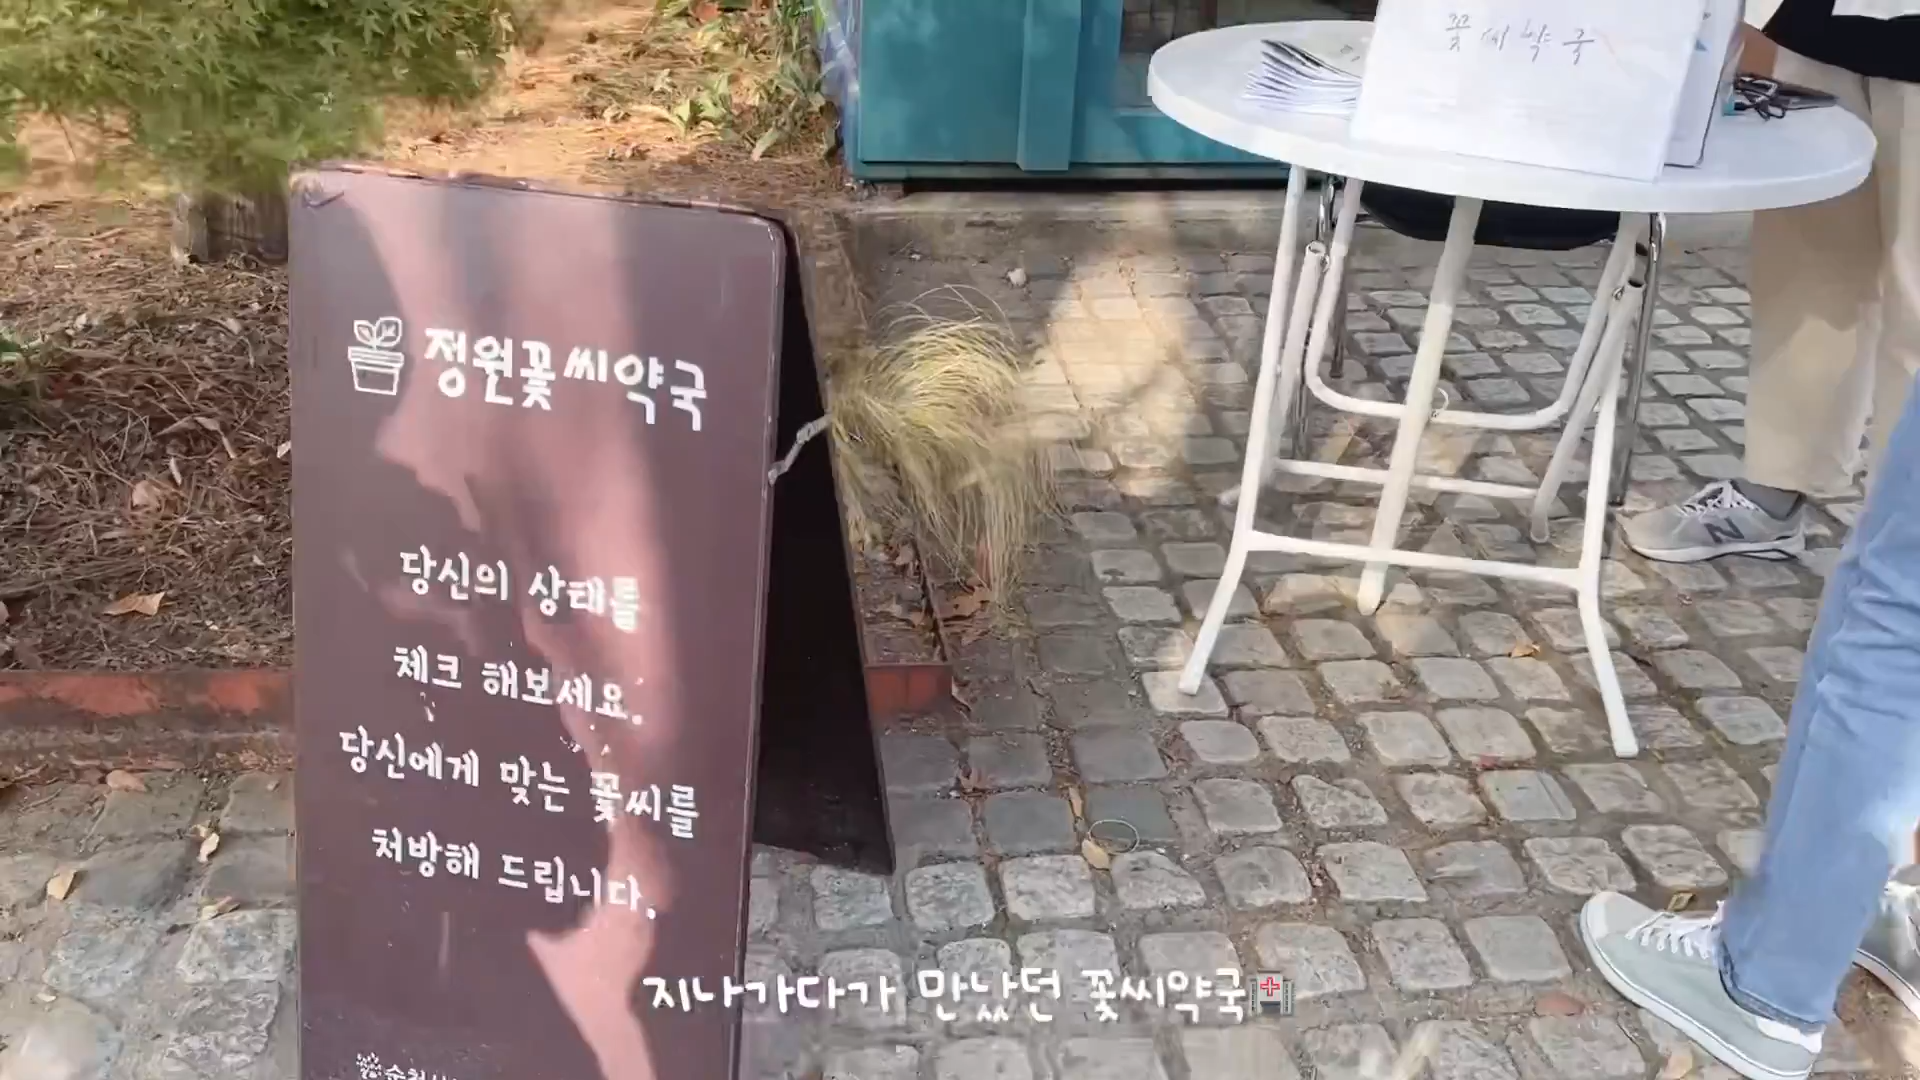 꽃씨약국
정원꽃씨약국
당신의 상태를
체크 해보세요.
당신에게 맞는 꽃씨를
처방해 드립니다.
지나가다가 만났던 꽃씨약국🏥
N